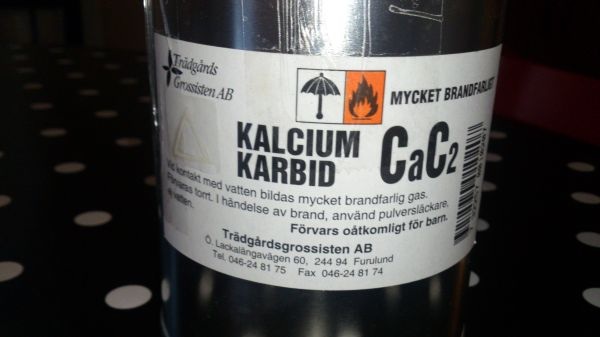 Trädgårds
Grossisten AB
MYCKET BRANDFARLIGT
KALCIUM
KARBID
CaC2
Vid kontakt med vatten bildas mycket brandfarlig gas.
Förvaras torrt. I händelse av brand, använd pulversläckare,
ej vatten.
Förvars oåtkomligt för barn.
Trädgårdsgrossisten AB
Ö. Lackalängavägen 60, 244 94 Furulund
Tel. 046-24 81 75 Fax 046-24 81 74